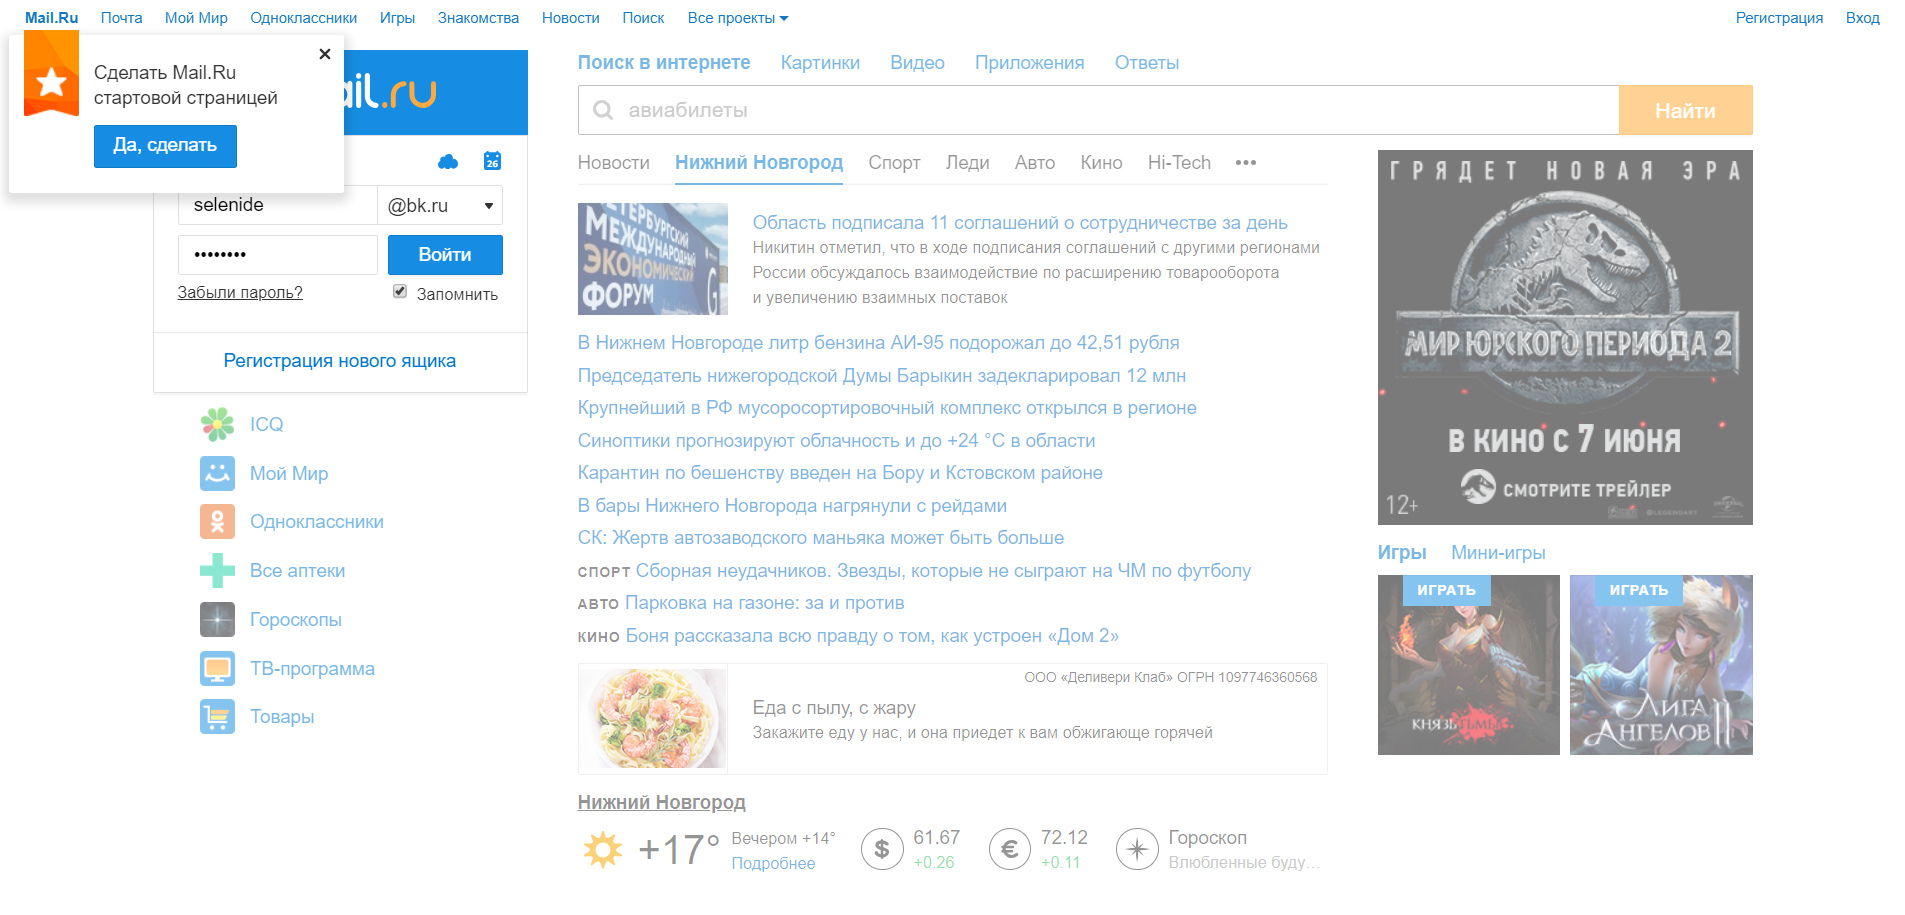 Mail.Ru Почта Мой Мир Одноклассники Игры Знакомства Новости Поиск Все проекты
Регистрация Вход
Сделать Mail.Ru
стартовой страницей
Да, сделать
ail.ru
26
selenide
@bk.ru
••••••••
Войти
Забыли пароль?
Запомнить
Регистрация нового ящика
ICQ
Мой Мир
Одноклассники
Все аптеки
Гороскопы
ТВ-программа
Товары
Поиск в интернете Картинки Видео Приложения Ответы
авиабилеты
Найти
Новости Нижний Новгород Спорт Леди Авто Кино Hi-Tech •••
ПЕТЕРБУРГСКИЙ
МЕЖДУНАРОДНЫЙ
ЭКОНОМИЧЕСКИЙ
ФОРУМ
Область подписала 11 соглашений о сотрудничестве за день
Никитин отметил, что в ходе подписания соглашений с другими регионами
России обсуждалось взаимодействие по расширению товарооборота
и увеличению взаимных поставок
В Нижнем Новгороде литр бензина АИ-95 подорожал до 42,51 рубля
Председатель нижегородской Думы Барыкин задекларировал 12 млн
Крупнейший в РФ мусоросортировочный комплекс открылся в регионе
Синоптики прогнозируют облачность и до +24 °С в области
Карантин по бешенству введен на Бору и Кстовском районе
В бары Нижнего Новгорода нагрянули с рейдами
СК: Жертв автозаводского маньяка может быть больше
СПОРТ Сборная неудачников. Звезды, которые не сыграют на ЧМ по футболу
АВТО Парковка на газоне: за и против
КИНО Боня рассказала всю правду о том, как устроен «Дом 2»
ООО «Деливери Клаб» ОГРН 1097746360568
Еда с пылу, с жару
Закажите еду у нас, и она приедет к вам обжигающе горячей
Нижний Новгород
+17°
Вечером +14°
Подробнее
$
61.67
+0.26
€
72.12
+0.11
Гороскоп
Влюбленные буду…
ГРЯДЕТ НОВАЯ ЭРА
МИР ЮРСКОГО ПЕРИОДА 2
В КИНО С 7 ИЮНЯ
СМОТРИТЕ ТРЕЙЛЕР
12+
LEGENDARY
Игры Мини-игры
ИГРАТЬ
КНЯЗЬ ТЬМЫ
ИГРАТЬ
ЛИГА
АНГЕЛОВ II